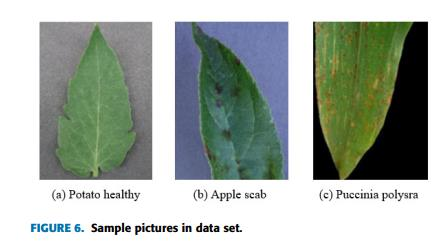 (a) Potato healthy
(b) Apple scab
(c) Puccinia polysra
FIGURE 6. Sample pictures in data set.